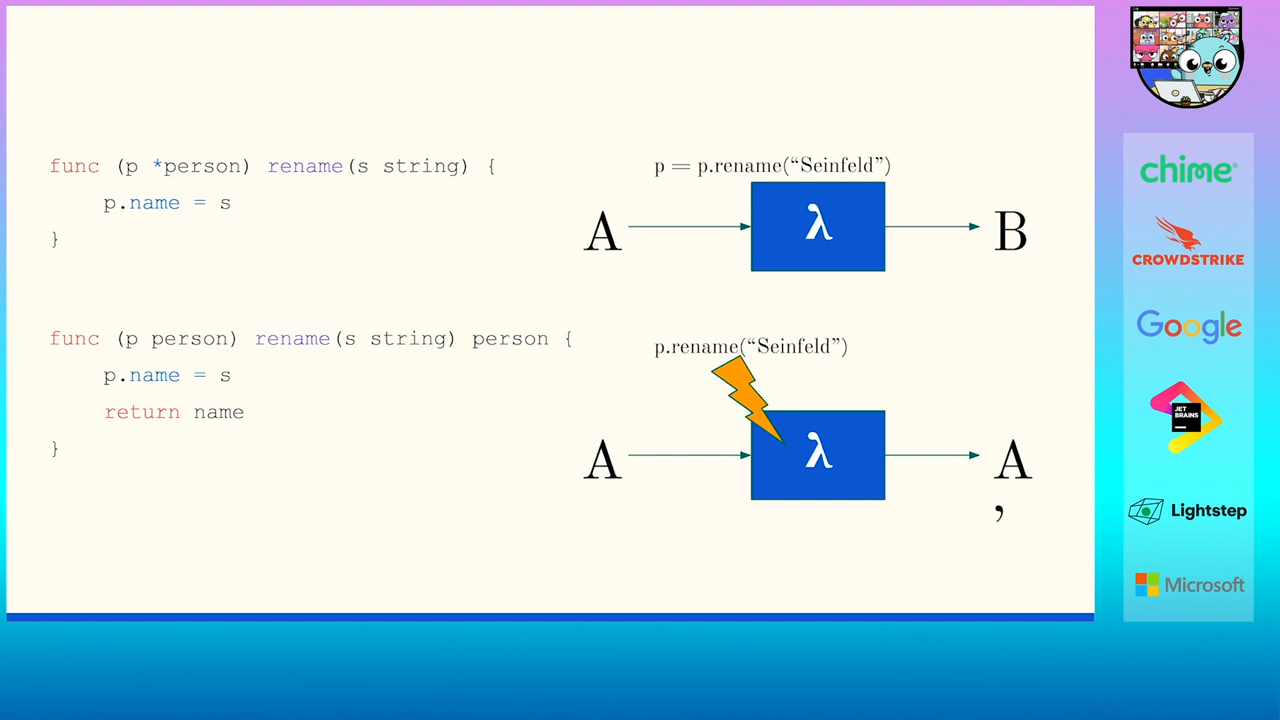 func (p *person) rename(s string) {
p.name = s
}
func (p person) rename(s string) person {
p.name = s
return name
}
p = p.rename(“Seinfeld”)
A
λ
B
p.rename(“Seinfeld”)
A
λ
A
’
chime®
CROWDSTRIKE
Google
JET
BRAINS
Lightstep
Microsoft